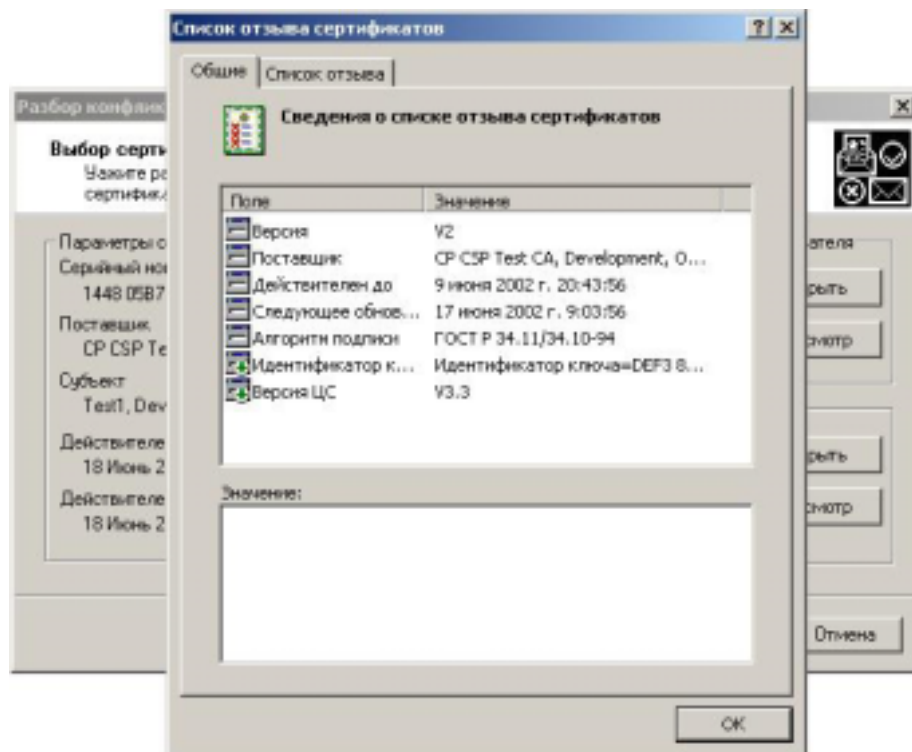 Список отзыва сертификатов
Общие
Список отзыва
Сведения о списке отзыва сертификатов
Поле Значение
Версия V2
Поставщик CP CSP Test CA, Development, O...
Действителен до 9 июня 2002 г. 20:43:56
Следующее обнов... 17 июня 2002 г. 9:03:56
Алгоритм подписи ГОСТ Р 34.11/34.10-94
Идентификатор к... Идентификатор ключа=DEF3 8...
Версия ЦС V3.3
Значение:
OK
Разбор конфлик
Выбор серти
Укажите ра
сертифика
Параметры с
Серийный но
1448 05B7
Поставщик
CP CSP Te
Субъект
Test1, Dev
Действителе
18 Июнь 2
Действителе
18 Июнь 2
ателя
рыть
смотр
рыть
смотр
Отмена